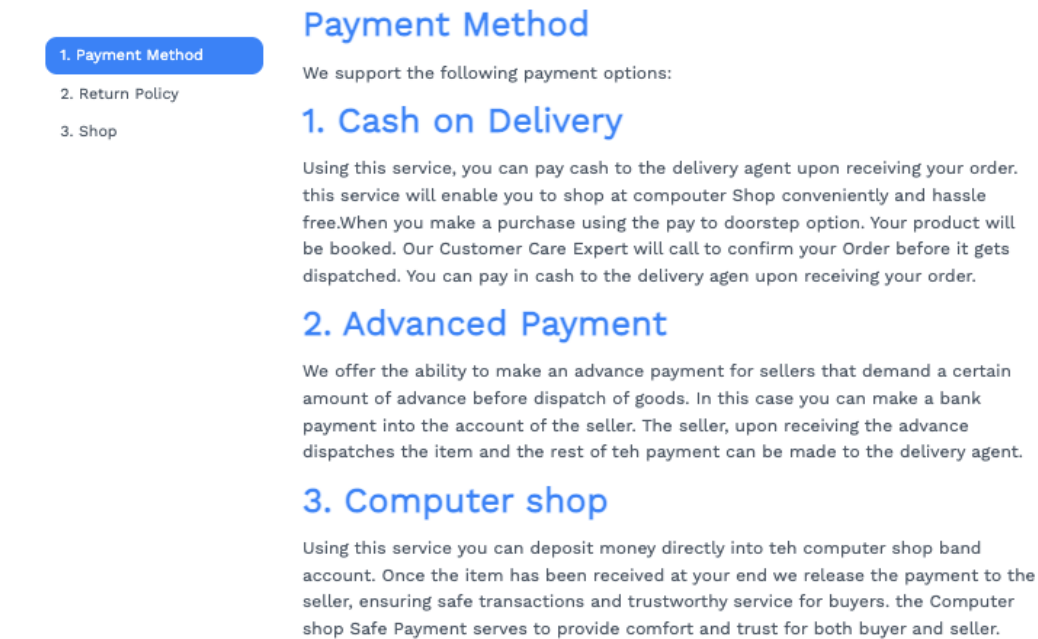 1. Payment Method
2. Return Policy
3. Shop
Payment Method
We support the following payment options:
1. Cash on Delivery
Using this service, you can pay cash to the delivery agent upon receiving your order.
this service will enable you to shop at compouter Shop conveniently and hassle
free.When you make a purchase using the pay to doorstep option. Your product will
be booked. Our Customer Care Expert will call to confirm your Order before it gets
dispatched. You can pay in cash to the delivery agen upon receiving your order.
2. Advanced Payment
We offer the ability to make an advance payment for sellers that demand a certain
amount of advance before dispatch of goods. In this case you can make a bank
payment into the account of the seller. The seller, upon receiving the advance
dispatches the item and the rest of teh payment can be made to the delivery agent.
3. Computer shop
Using this service you can deposit money directly into teh computer shop band
account. Once the item has been received at your end we release the payment to the
seller, ensuring safe transactions and trustworthy service for buyers. the Computer
shop Safe Payment serves to provide comfort and trust for both buyer and seller.